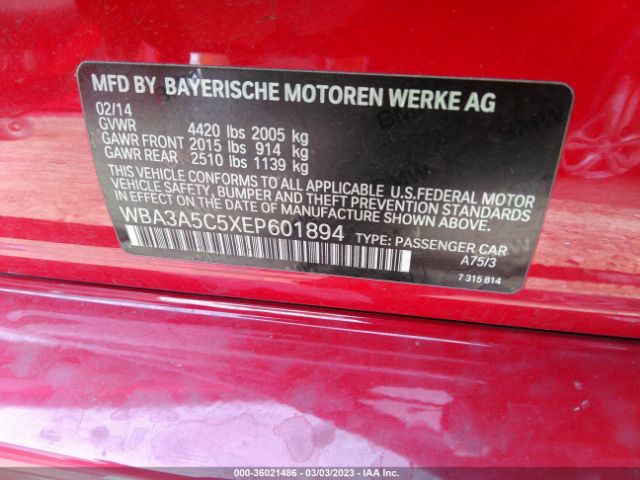 MFD BY BAYERISCHE MOTOREN WERKE AG
02/14
GVWR 4420 lbs 2005 kg
GAWR FRONT 2015 lbs 914 kg
GAWR REAR 2510 lbs 1139 kg
THIS VEHICLE CONFORMS TO ALL APPLICABLE U.S.FEDERAL MOTOR
VEHICLE SAFETY, BUMPER AND THEFT PREVENTION STANDARDS
IN EFFECT ON THE DATE OF MANUFACTURE SHOWN ABOVE.
WBA3A5C5XEP601894 TYPE: PASSENGER CAR
A75/3
7 315 814
000-36021486 - 03/03/2023 - IAA Inc.